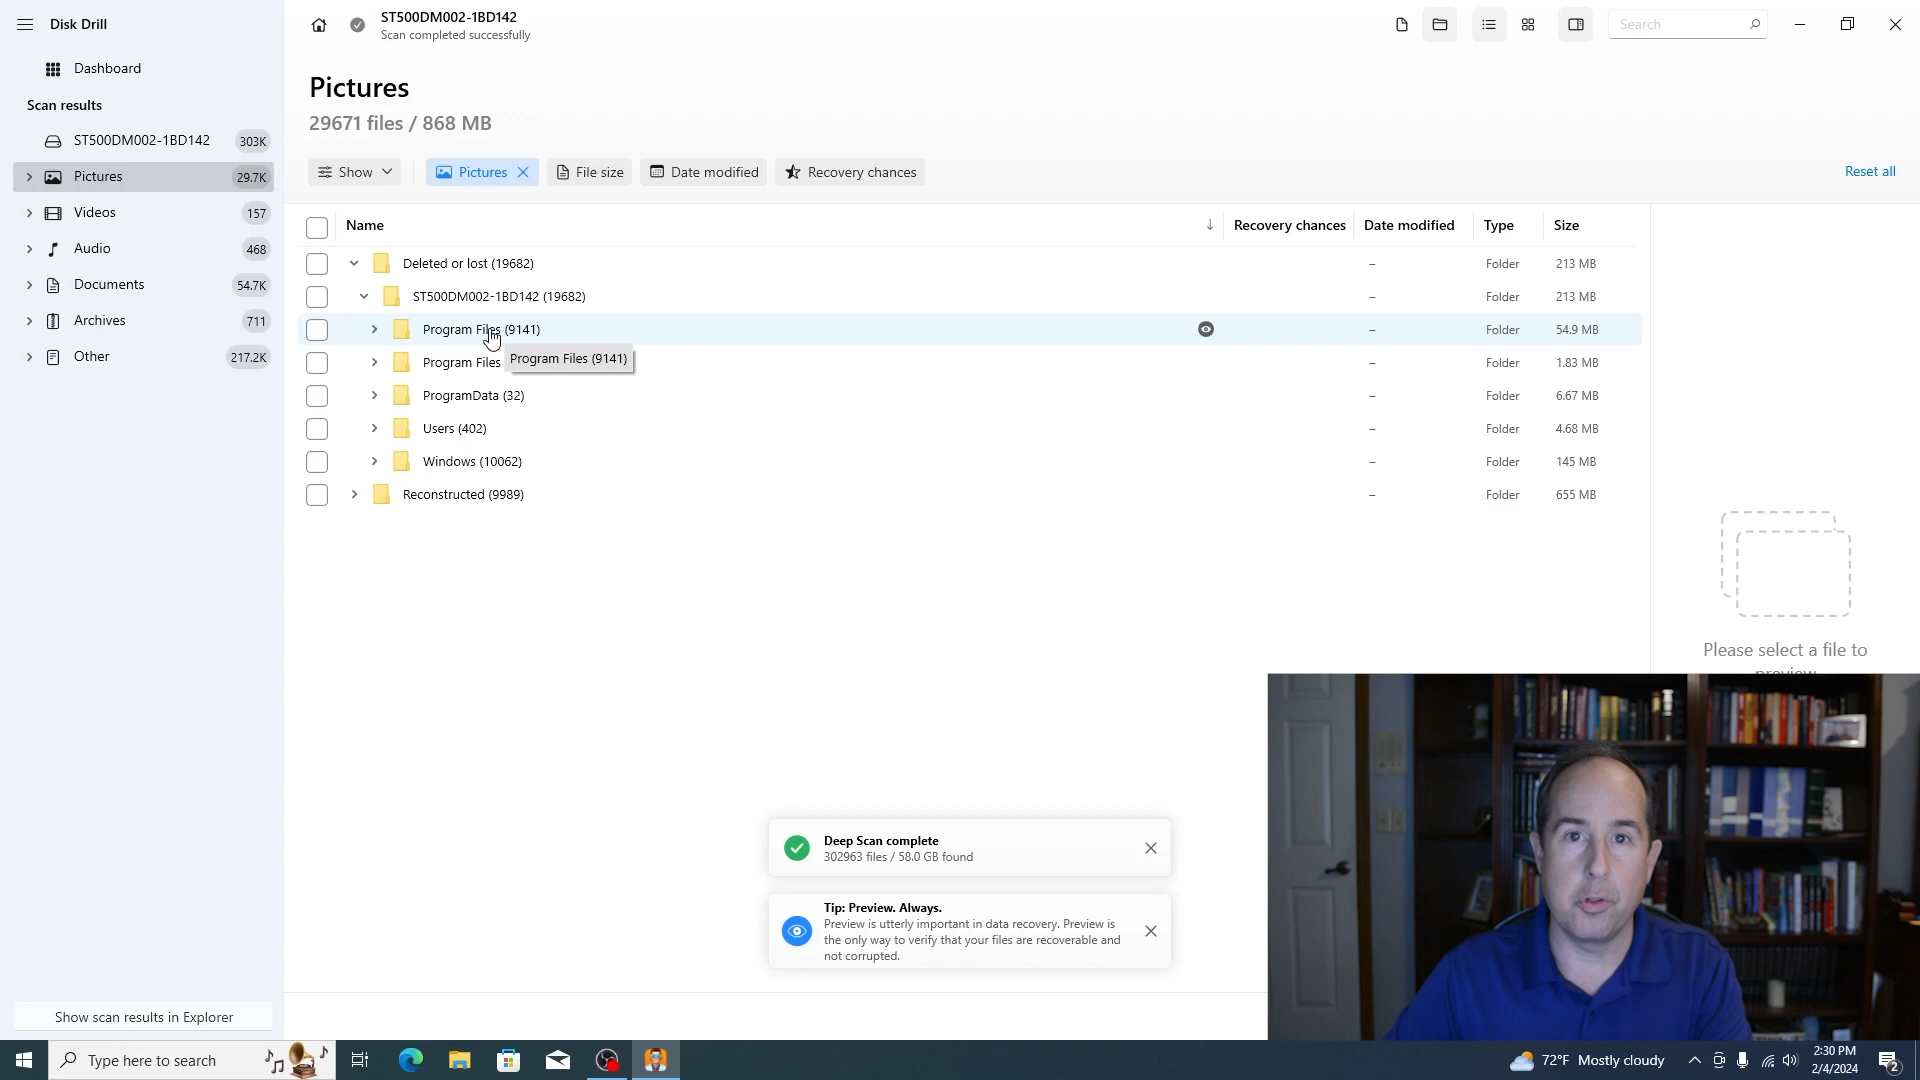 Disk Drill
ST500DM002-1BD142
Scan completed successfully
Search
Dashboard
Scan results
ST500DM002-1BD142 303K
Pictures 29.7K
Videos 157
Audio 468
Documents 54.7K
Archives 711
Other 217.2K
Show scan results in Explorer
Pictures
29671 files / 868 MB
Show
Pictures
File size
Date modified
Recovery chances
Reset all
Name Recovery chances Date modified Type Size
Deleted or lost (19682) – Folder 213 MB
ST500DM002-1BD142 (19682) – Folder 213 MB
Program Files (9141) – Folder 54.9 MB
Program Files – Folder 1.83 MB
Program Files (9141)
ProgramData (32) – Folder 6.67 MB
Users (402) – Folder 4.68 MB
Windows (10062) – Folder 145 MB
Reconstructed (9989) – Folder 655 MB
Please select a file to
preview
Deep Scan complete
302963 files / 58.0 GB found
Tip: Preview. Always.
Preview is utterly important in data recovery. Preview is
the only way to verify that your files are recoverable and
not corrupted.
Type here to search
72°F Mostly cloudy
2:30 PM
2/4/2024
2